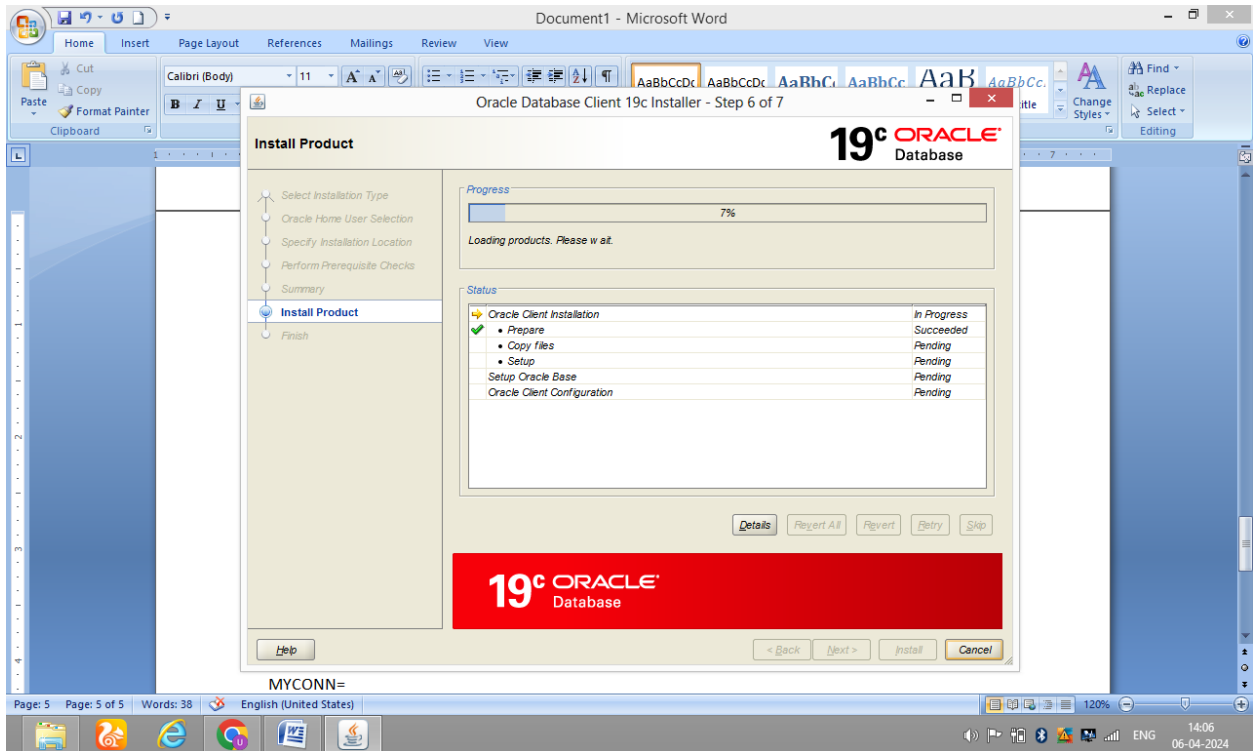 Document1 - Microsoft Word
Home Insert Page Layout References Mailings Review View
Cut
Copy
Format Painter
Paste
Clipboard
Calibri (Body) 11
B I U
AaBbCcDc AaBbCcDc AaBbC AaBbCc AaB AaBbCc.
Change
Styles
Find
Replace
Select
Editing
Oracle Database Client 19c Installer - Step 6 of 7
Install Product
19c ORACLE
Database
Select Installation Type
Oracle Home User Selection
Specify Installation Location
Perform Prerequisite Checks
Summary
Install Product
Finish
Progress
7%
Loading products. Please wait.
Status
Oracle Client Installation In Progress
• Prepare Succeeded
• Copy files Pending
• Setup Pending
Setup Oracle Base Pending
Oracle Client Configuration Pending
Details Revert All Revert Retry Skip
19c ORACLE
Database
Help < Back Next > Install Cancel
MYCONN=
Page: 5 Page: 5 of 5 Words: 38 English (United States) 120%
ENG
14:06
06-04-2024